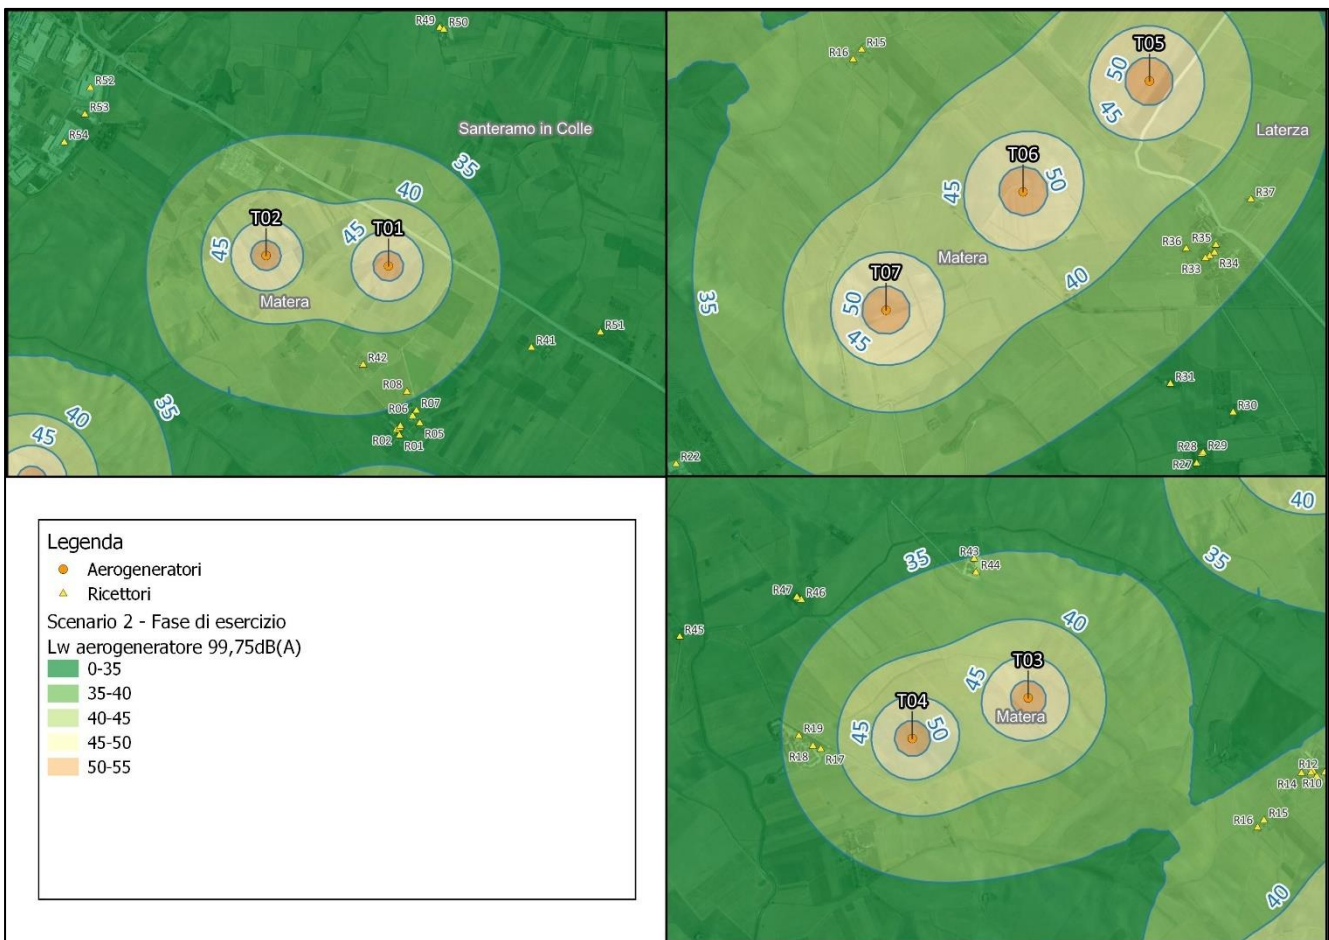 R49
R50
R52
R53
R54
Santeramo in Colle
35
40
T02
T01
45
45
Matera
R51
R41
R42
R08
R07
R06
R05
R02
R01
35
40
45
R16
R15
T05
50
45
Laterza
T06
45
50
R37
R36
R35
R33
R34
Matera
40
T07
35
50
45
R31
R30
R28
R29
R27
R22
Legenda
Aerogeneratori
Ricettori
Scenario 2 - Fase di esercizio
Lw aerogeneratore 99,75dB(A)
0-35
35-40
40-45
45-50
50-55
40
35
R43
R44
35
R47
R46
R45
40
T03
45
Matera
T04
45
50
R19
R18
R17
R12
R14
R10
R15
R16
40